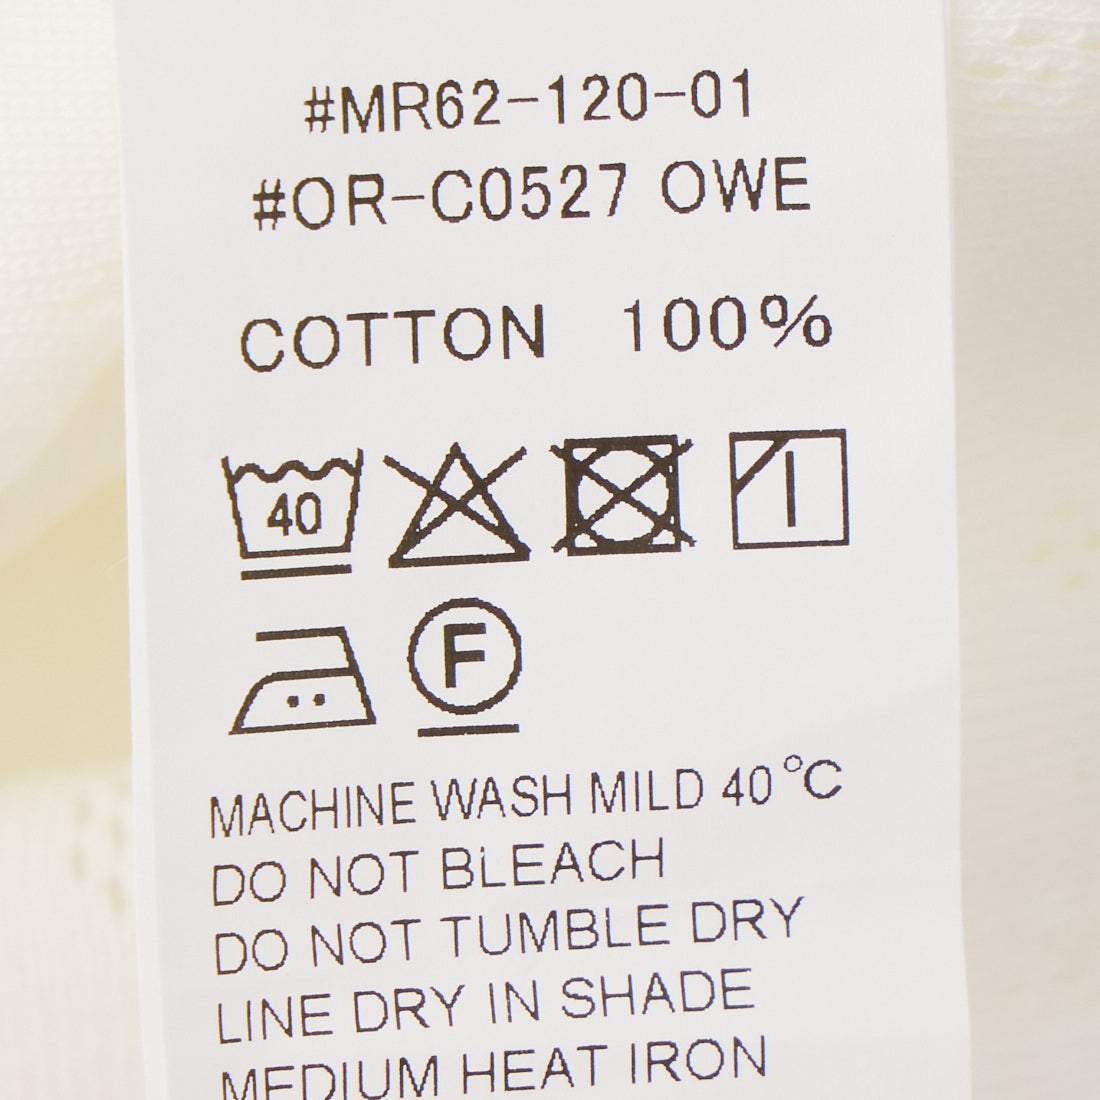 #MR62-120-01
#OR-C0527 OWE
COTTON 100%
40
F
MACHINE WASH MILD 40°C
DO NOT BLEACH
DO NOT TUMBLE DRY
LINE DRY IN SHADE
MEDIUM HEAT IRON